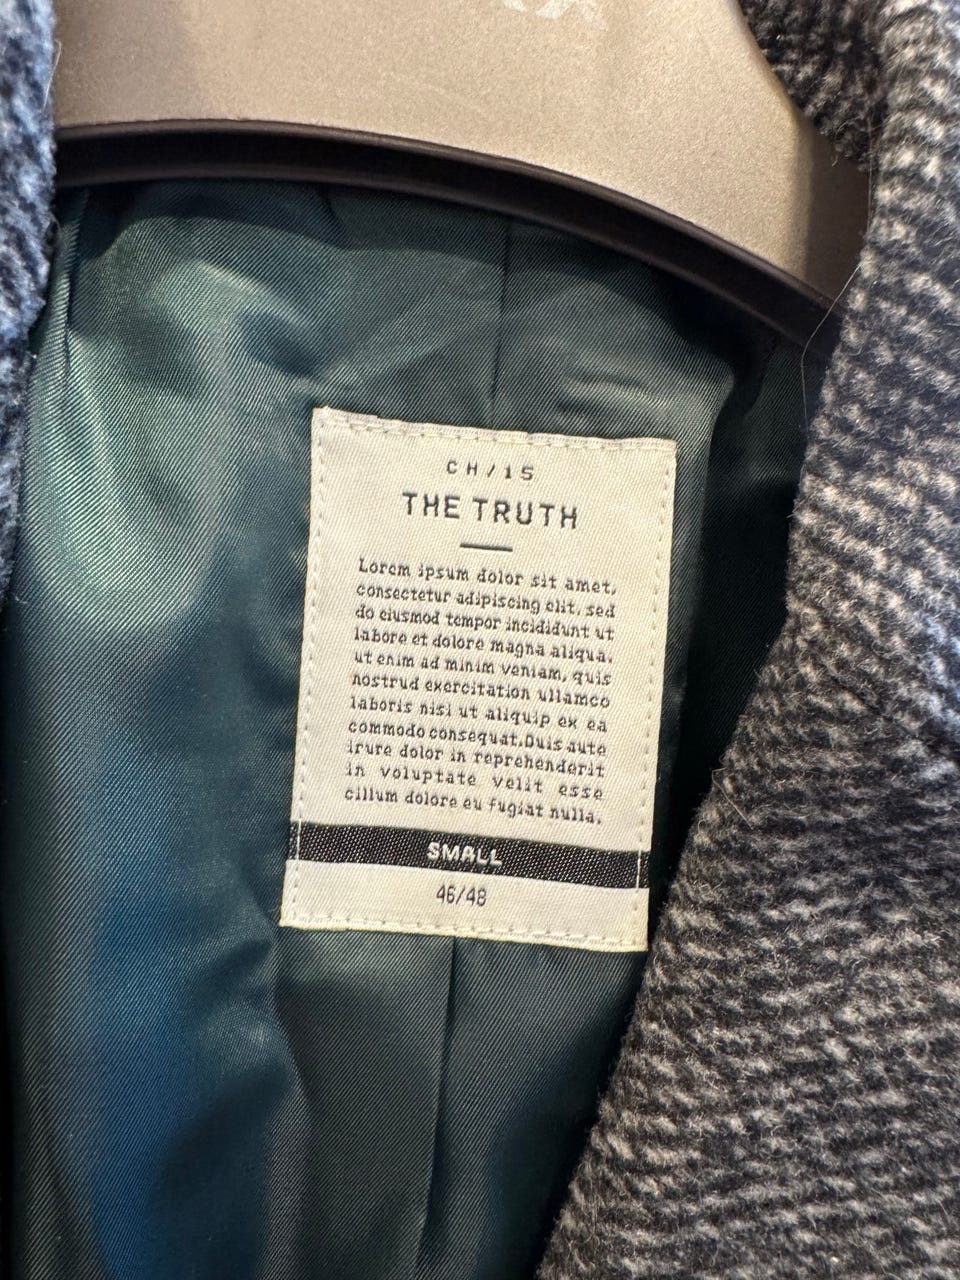 CH/15
THE TRUTH
Lorem ipsum dolor sit amet,
consectetur adipiscing elit, sed
do eiusmod tempor incididunt ut
labore et dolore magna aliqua.
ut enim ad minim veniam, quis
nostrud exercitation ullamco
laboris nisi ut aliquip ex ea
commodo consequat.Duis aute
irure dolor in reprehenderit
in voluptate velit esse
cillum dolore eu fugiat nulla.
SMALL
46/48